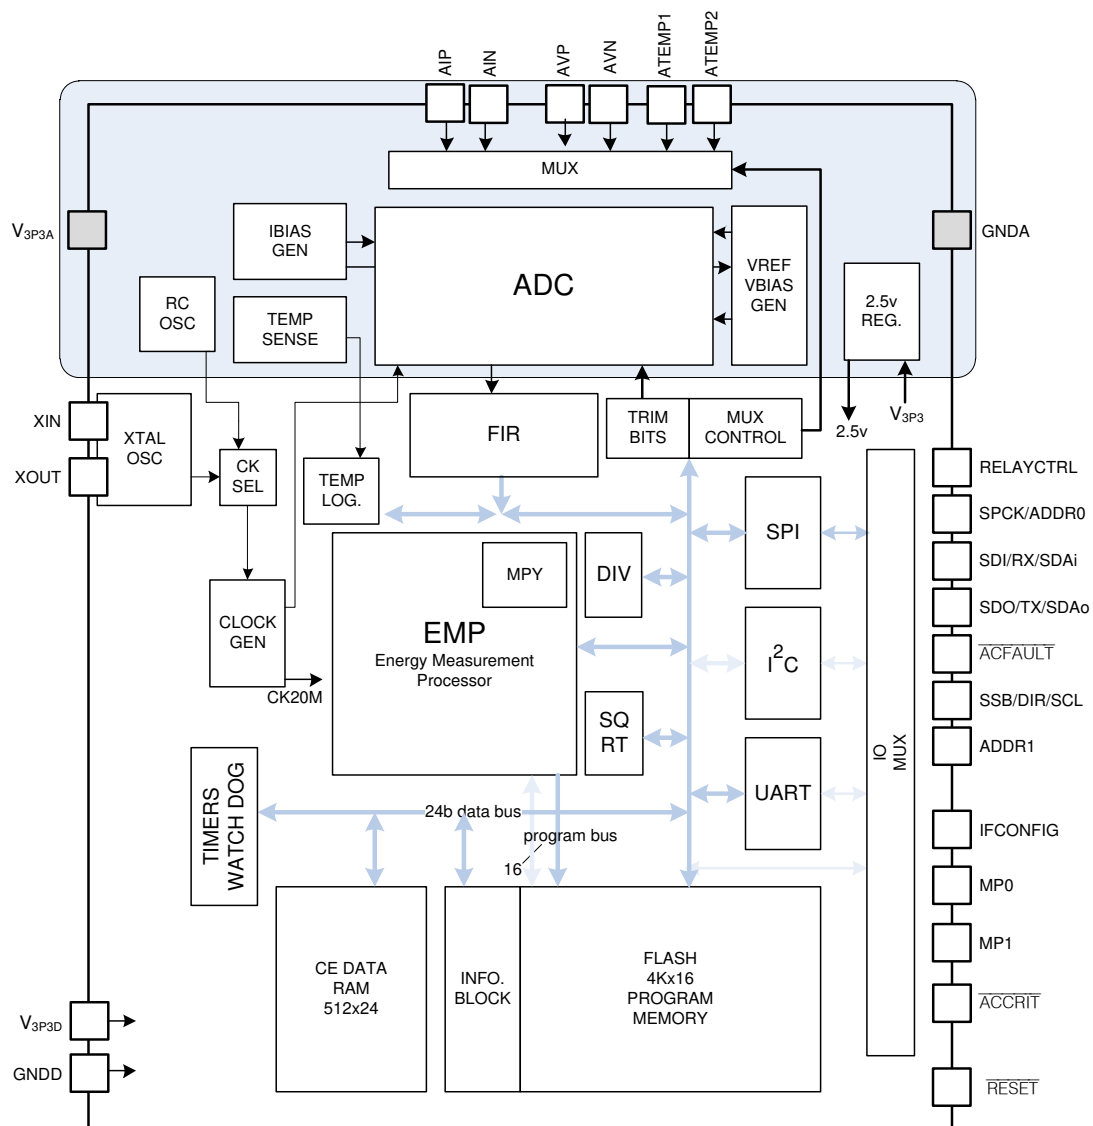 AIP
AIN
AVP
AVN
ATEMP1
ATEMP2
MUX
V3P3A
GNDA
IBIAS
GEN
ADC
VREF
VBIAS
GEN
RC
OSC
TEMP
SENSE
2.5v
REG.
XIN
XOUT
XTAL
OSC
CK
SEL
TEMP
LOG.
FIR
TRIM
BITS
MUX
CONTROL
2.5v
V3P3
RELAYCTRL
SPCK/ADDR0
SDI/RX/SDAi
SDO/TX/SDAo
ACFAULT
SSB/DIR/SCL
ADDR1
IFCONFIG
MP0
MP1
ACCRIT
RESET
SPI
I2C
UART
IO
MUX
CLOCK
GEN
CK20M
MPY
EMP
Energy Measurement
Processor
DIV
SQ
RT
TIMERS
WATCH DOG
24b data bus
program bus
16
CE DATA
RAM
512x24
INFO.
BLOCK
FLASH
4Kx16
PROGRAM
MEMORY
V3P3D
GNDD